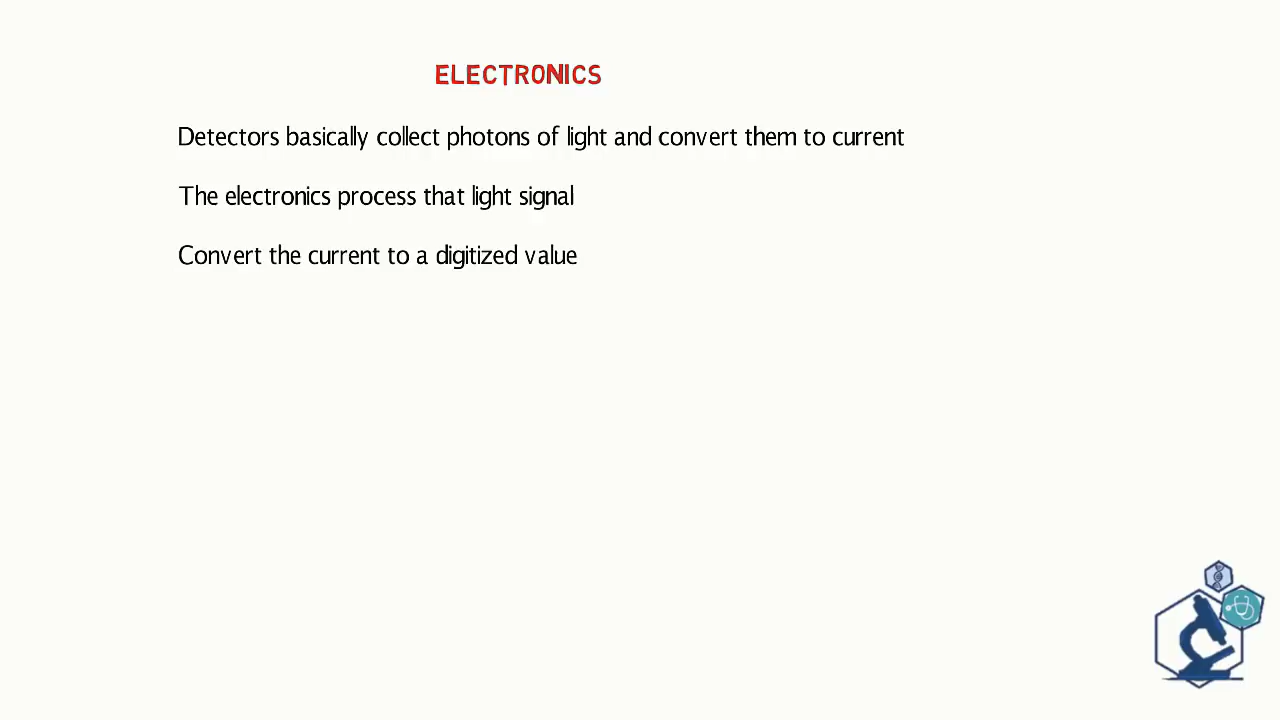 ELECTRONICS
Detectors basically collect photons of light and convert them to current
The electronics process that light signal
Convert the current to a digitized value